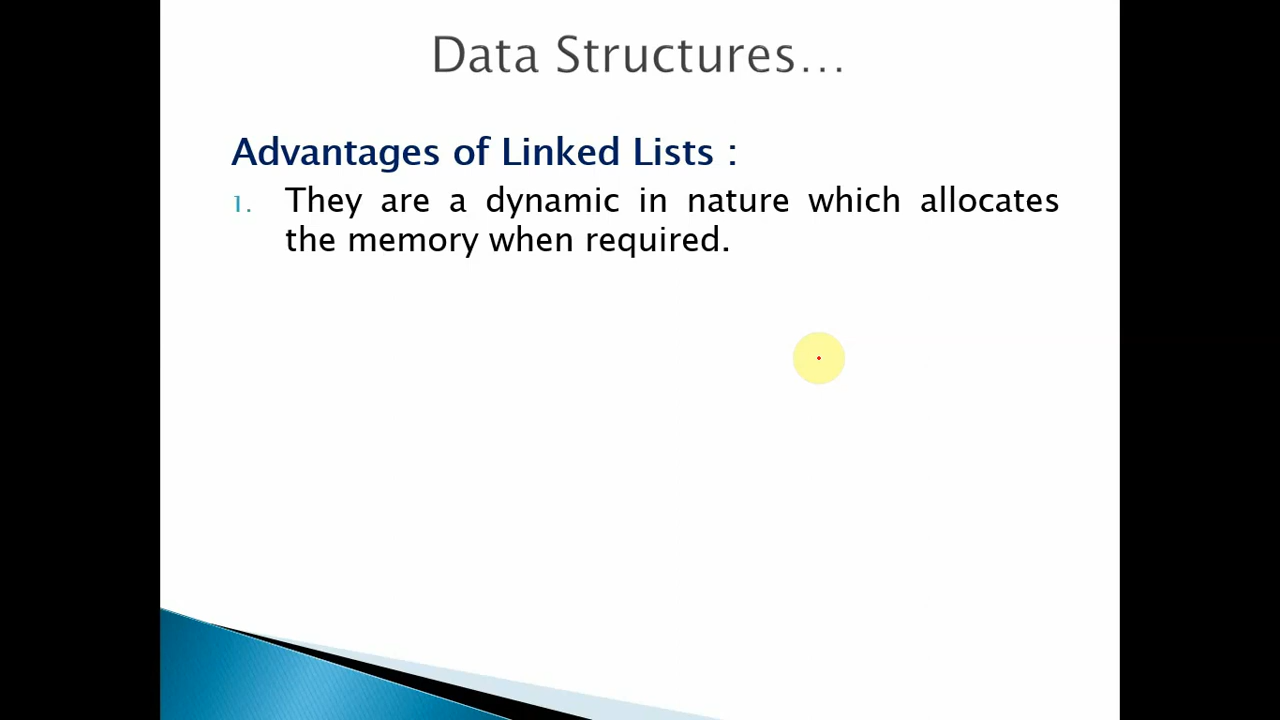 Data Structures...
Advantages of Linked Lists :
1. They are a dynamic in nature which allocates
the memory when required.